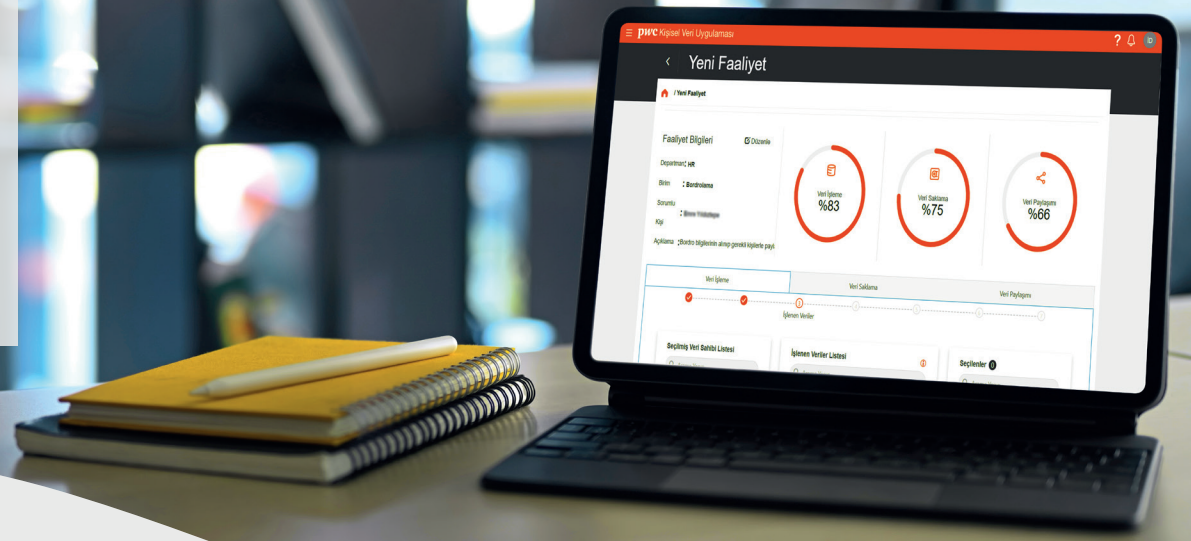 pwc Kişisel Veri Uygulaması
? ID
Yeni Faaliyet
/ Yeni Faaliyet
Faaliyet Bilgileri
Düzenle
Departman: HR
Birim : Bordrolama
Sorumlu
:
Kişi
Açıklama :Bordro bilgilerinin alınıp gerekli kişilerle payl
Veri İşleme
%83
Veri Saklama
%75
Veri Paylaşımı
%66
Veri İşleme
Veri Saklama
Veri Paylaşımı
İşlenen Veriler
Seçilmiş Veri Sahibi Listesi
İşlenen Veriler Listesi
Seçilenler 0